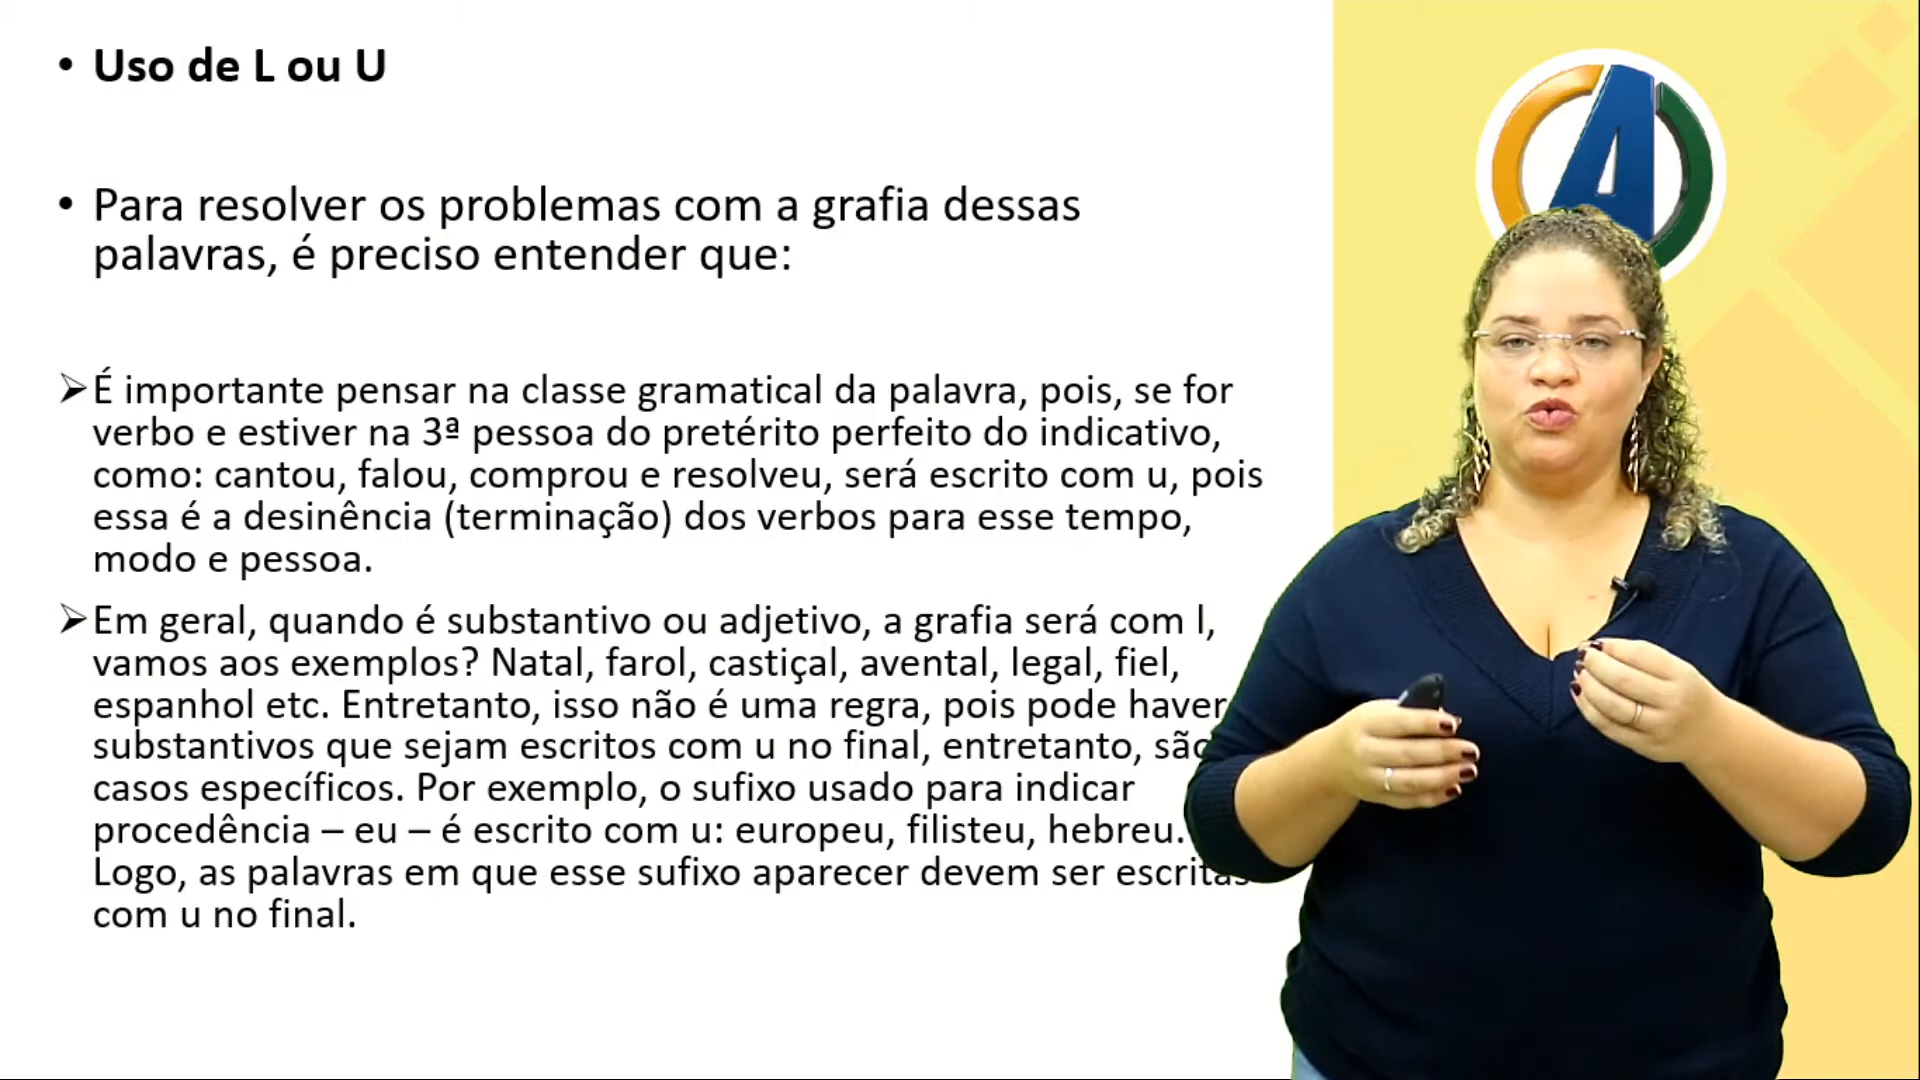 • Uso de L ou U
• Para resolver os problemas com a grafia dessas
palavras, é preciso entender que:
➢ É importante pensar na classe gramatical da palavra, pois, se for
verbo e estiver na 3ª pessoa do pretérito perfeito do indicativo,
como: cantou, falou, comprou e resolveu, será escrito com u, pois
essa é a desinência (terminação) dos verbos para esse tempo,
modo e pessoa.
➢ Em geral, quando é substantivo ou adjetivo, a grafia será com l,
vamos aos exemplos? Natal, farol, castiçal, avental, legal, fiel,
espanhol etc. Entretanto, isso não é uma regra, pois pode haver
substantivos que sejam escritos com u no final, entretanto, são
casos específicos. Por exemplo, o sufixo usado para indicar
procedência – eu – é escrito com u: europeu, filisteu, hebreu.
Logo, as palavras em que esse sufixo aparecer devem ser escritas
com u no final.